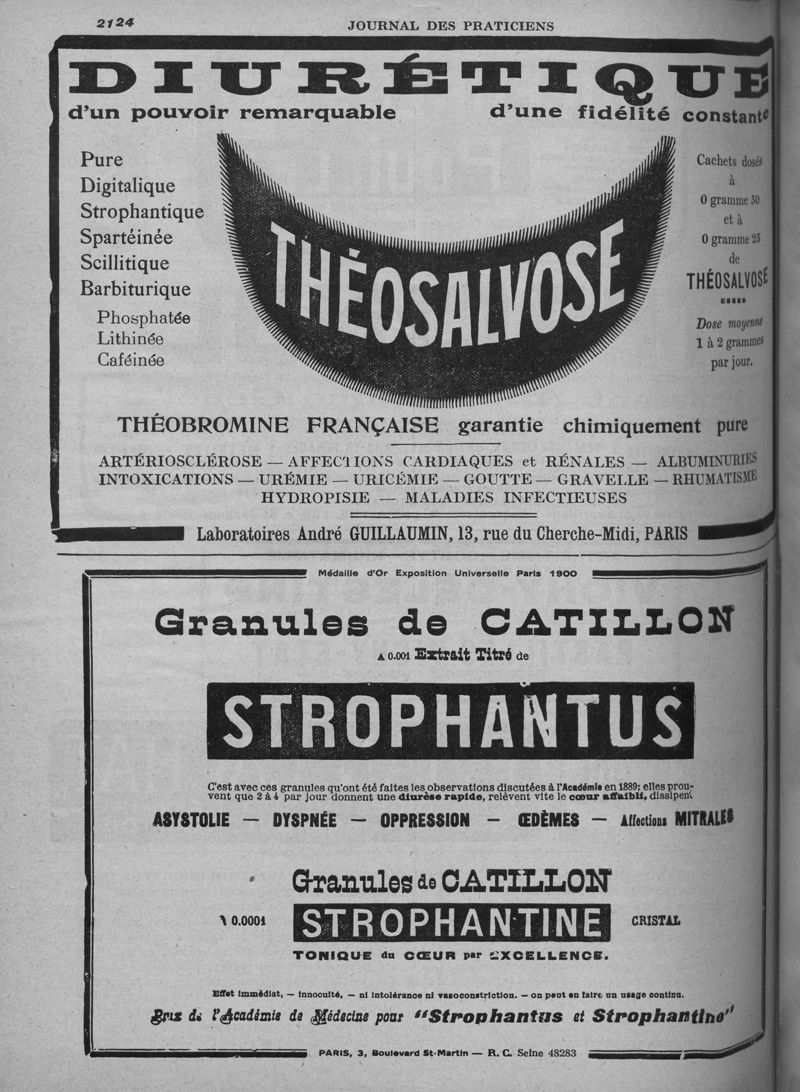 2124
JOURNAL DES PRATICIENS
DIURÉTIQUE
d'un pouvoir remarquable d'une fidélité constante
Pure
Digitalique
Strophantique
Spartéinée
Scillitique
Barbiturique
Phosphatée
Lithinée
Caféinée
THÉOSALVOSE
Cachets dosés
à
0 gramme 50
et à
0 gramme 25
de
THÉOSALVOSE
Dose moyenne
1 à 2 grammes
par jour.
THÉOBROMINE FRANÇAISE garantie chimiquement pure
ARTÉRIOSCLÉROSE — AFFECTIONS CARDIAQUES et RÉNALES — ALBUMINURIES
INTOXICATIONS — URÉMIE — URICÉMIE — GOUTTE — GRAVELLE — RHUMATISME
HYDROPISIE — MALADIES INFECTIEUSES
Laboratoires André GUILLAUMIN, 13, rue du Cherche-Midi, PARIS
Médaille d'Or Exposition Universelle Paris 1900
Granules de CATILLON
A 0.001 Extrait Titré de
STROPHANTUS
C'est avec ces granules qu'ont été faites les observations discutées à l'Académie en 1889; elles prou-
vent que 2 à 4 par jour donnent une diurèse rapide, relèvent vite le cœur affaibli, dissipent
ASYSTOLIE — DYSPNÉE — OPPRESSION — ŒDÈMES — Affections MITRALES
Granules de CATILLON
A 0.0001 STROPHANTINE CRISTAL
TONIQUE du CŒUR par EXCELLENCE.
Effet immédiat, — innocuité, — ni intolérance ni vasoconstriction. — on peut en faire un usage continu.
Prix de l'Académie de Médecine pour "Strophantus et Strophantine"
PARIS, 3, Boulevard St-Martin — R. C. Seine 48283